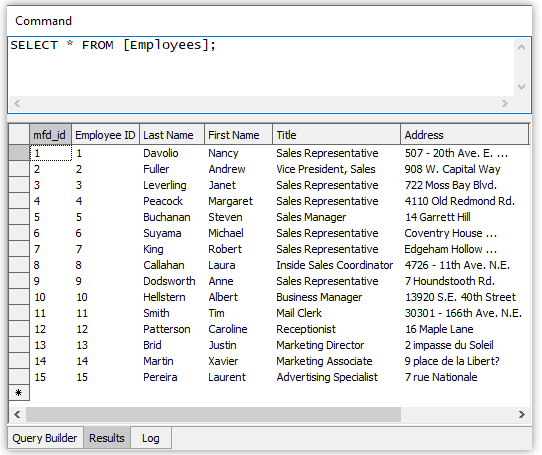 Command
SELECT * FROM [Employees];
mfd_id Employee ID Last Name First Name Title Address
1 1 Davolio Nancy Sales Representative 507 - 20th Ave. E. ...
2 2 Fuller Andrew Vice President, Sales 908 W. Capital Way
3 3 Leverling Janet Sales Representative 722 Moss Bay Blvd.
4 4 Peacock Margaret Sales Representative 4110 Old Redmond Rd.
5 5 Buchanan Steven Sales Manager 14 Garrett Hill
6 6 Suyama Michael Sales Representative Coventry House ...
7 7 King Robert Sales Representative Edgeham Hollow ...
8 8 Callahan Laura Inside Sales Coordinator 4726 - 11th Ave. N.E.
9 9 Dodsworth Anne Sales Representative 7 Houndstooth Rd.
10 10 Hellstern Albert Business Manager 13920 S.E. 40th Street
11 11 Smith Tim Mail Clerk 30301 - 166th Ave. N.E.
12 12 Patterson Caroline Receptionist 16 Maple Lane
13 13 Brid Justin Marketing Director 2 impasse du Soleil
14 14 Martin Xavier Marketing Associate 9 place de la Libert?
15 15 Pereira Laurent Advertising Specialist 7 rue Nationale
*
Query Builder Results Log